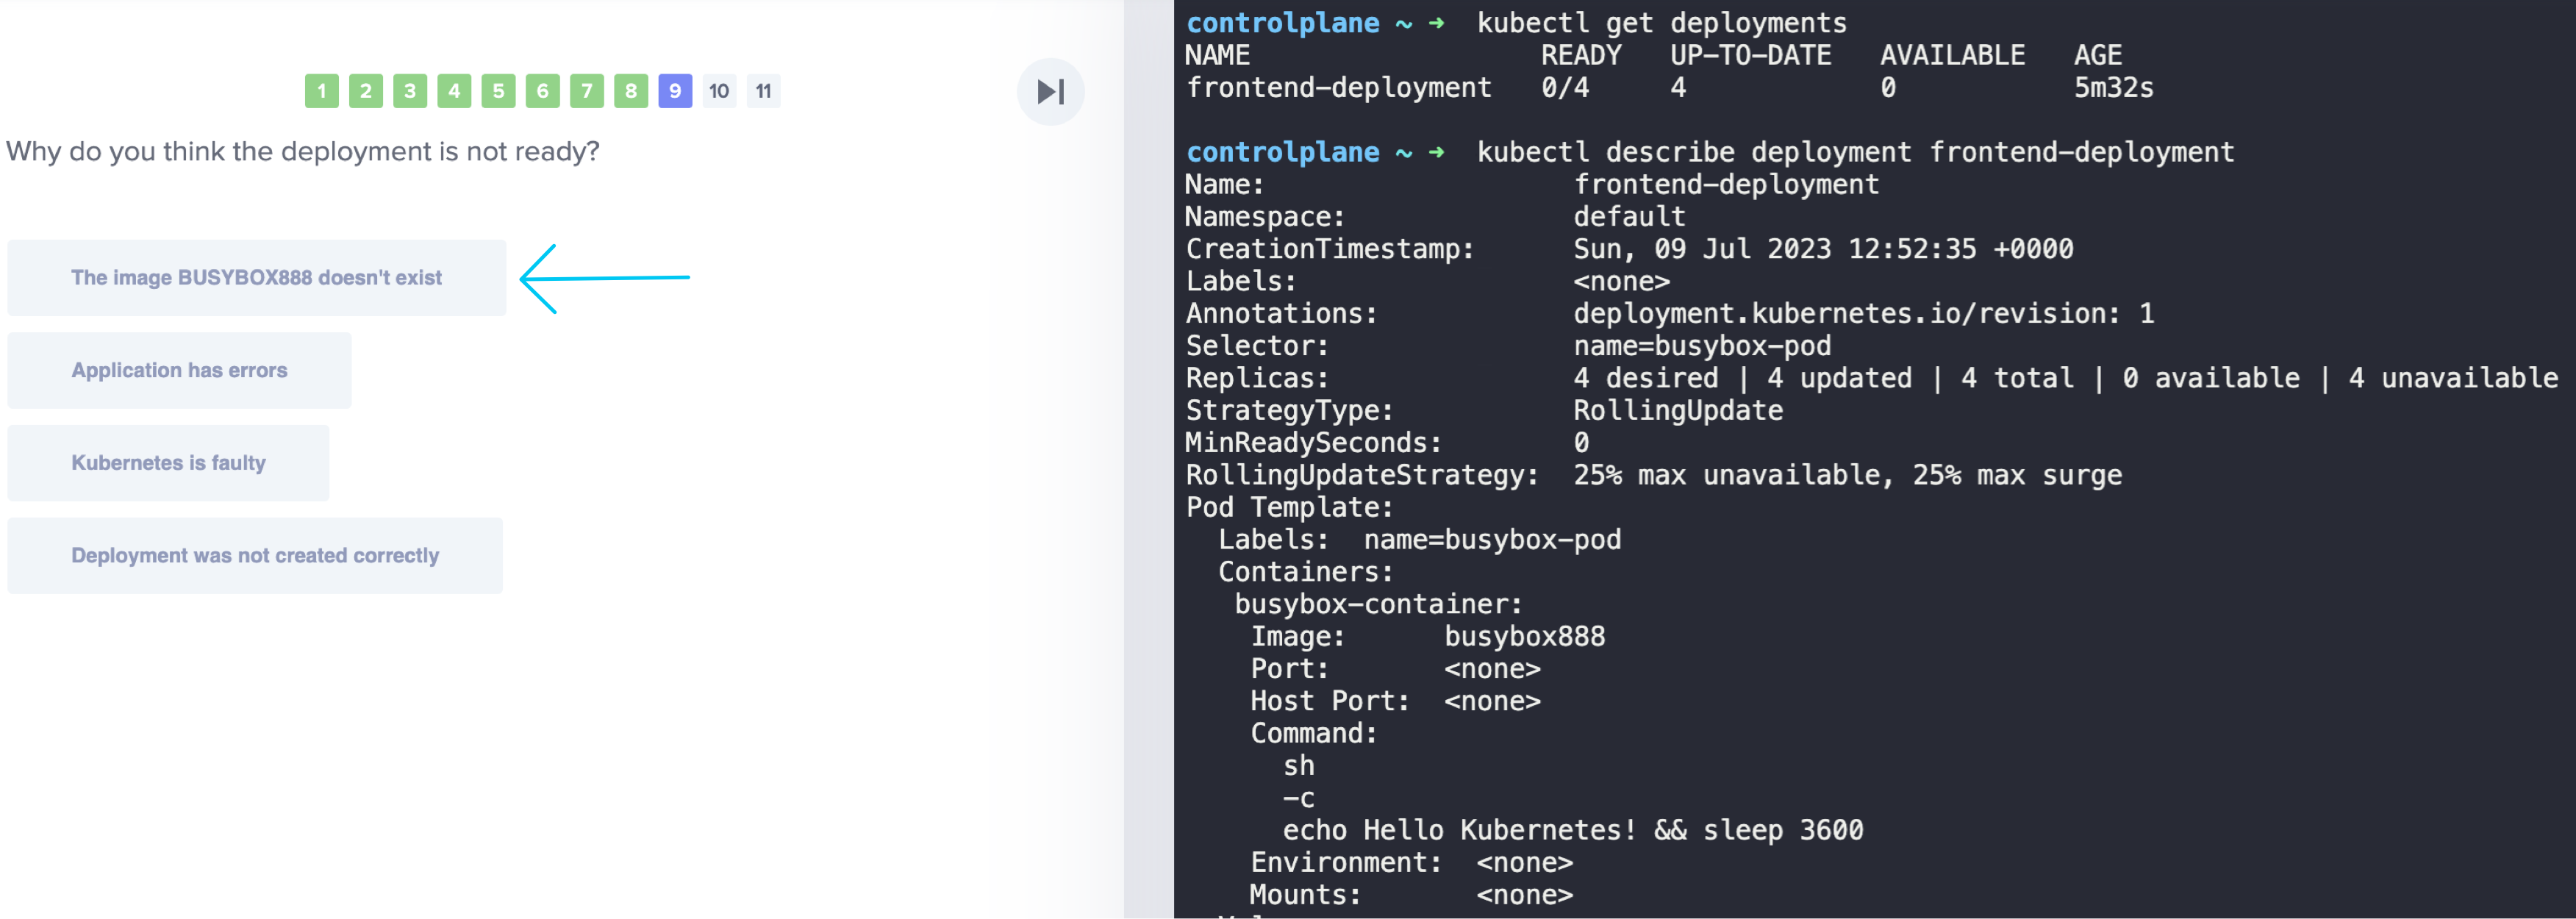 1 2 3 4 5 6 7 8 9 10 11
Why do you think the deployment is not ready?
The image BUSYBOX888 doesn't exist
Application has errors
Kubernetes is faulty
Deployment was not created correctly
controlplane ~ ➜  kubectl get deployments
NAME                  READY   UP-TO-DATE   AVAILABLE   AGE
frontend-deployment   0/4     4            0           5m32s
controlplane ~ ➜  kubectl describe deployment frontend-deployment
Name:                   frontend-deployment
Namespace:              default
CreationTimestamp:      Sun, 09 Jul 2023 12:52:35 +0000
Labels:                 <none>
Annotations:            deployment.kubernetes.io/revision: 1
Selector:               name=busybox-pod
Replicas:               4 desired | 4 updated | 4 total | 0 available | 4 unavailable
StrategyType:           RollingUpdate
MinReadySeconds:        0
RollingUpdateStrategy:  25% max unavailable, 25% max surge
Pod Template:
  Labels:  name=busybox-pod
  Containers:
   busybox-container:
    Image:      busybox888
    Port:       <none>
    Host Port:  <none>
    Command:
      sh
      -c
      echo Hello Kubernetes! && sleep 3600
    Environment:  <none>
    Mounts:       <none>